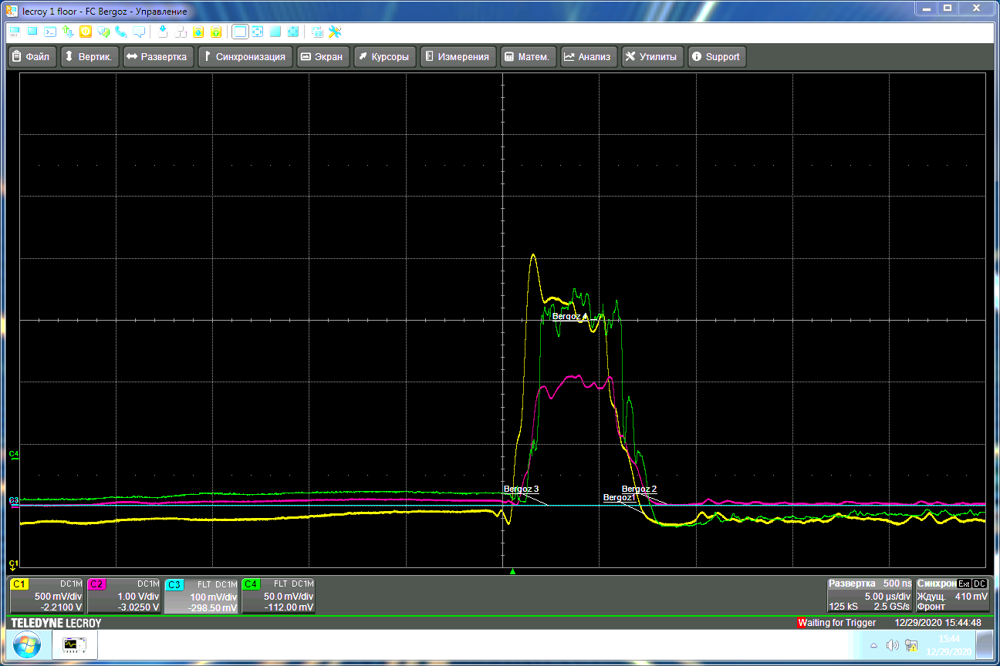 lecroy 1 floor - FC Bergoz - Управление
Файл Вертик. Развертка Синхронизация Экран Курсоры Измерения Матем. Анализ Утилиты Support
Bergoz 4
Bergoz 3
Bergoz 2
Bergoz1
C4
C3
C1
C1 DC1M
500 mV/div
-2.2100 V
C2 DC1M
1.00 V/div
-3.0250 V
C3 FLT DC1M
100 mV/div
-298.50 mV
C4 FLT DC1M
50.0 mV/div
-112.00 mV
Развертка 500 ns
5.00 µs/div
125 kS 2.5 GS/s
Синхрон Ext DC
Ждущ. 410 mV
Фронт
TELEDYNE LECROY
Waiting for Trigger 12/29/2020 15:44:48
15:44
12/29/2020